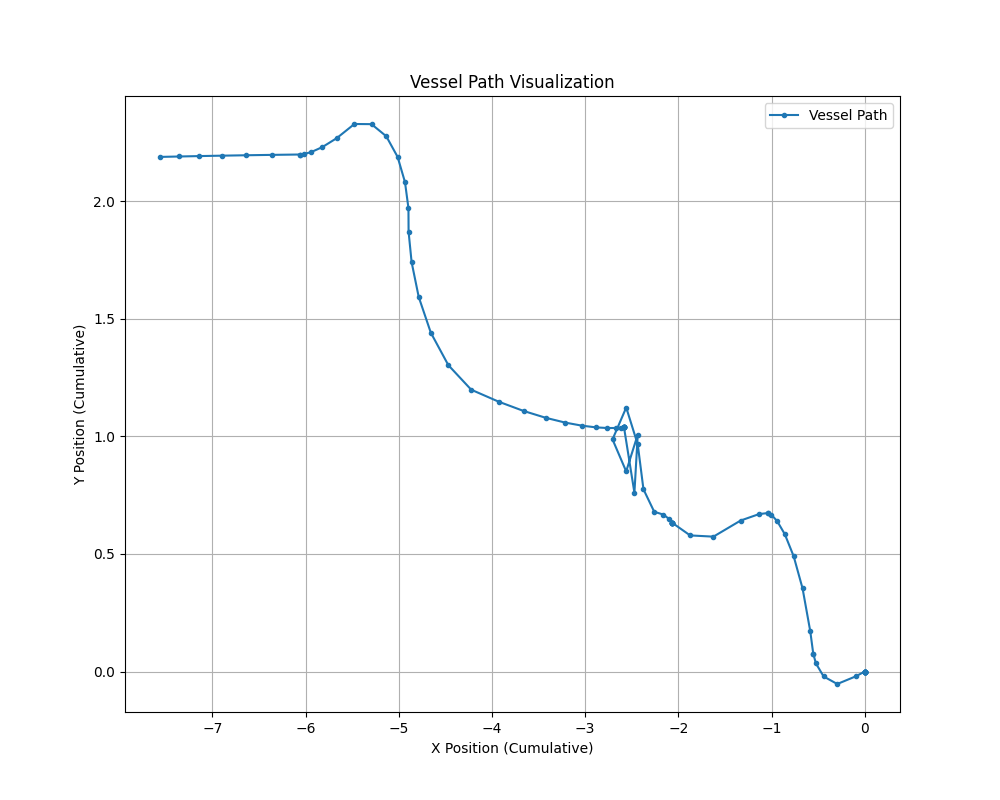 Vessel Path Visualization
Vessel Path
2.0
1.5
1.0
0.5
0.0
Y Position (Cumulative)
−7 −6 −5 −4 −3 −2 −1 0
X Position (Cumulative)